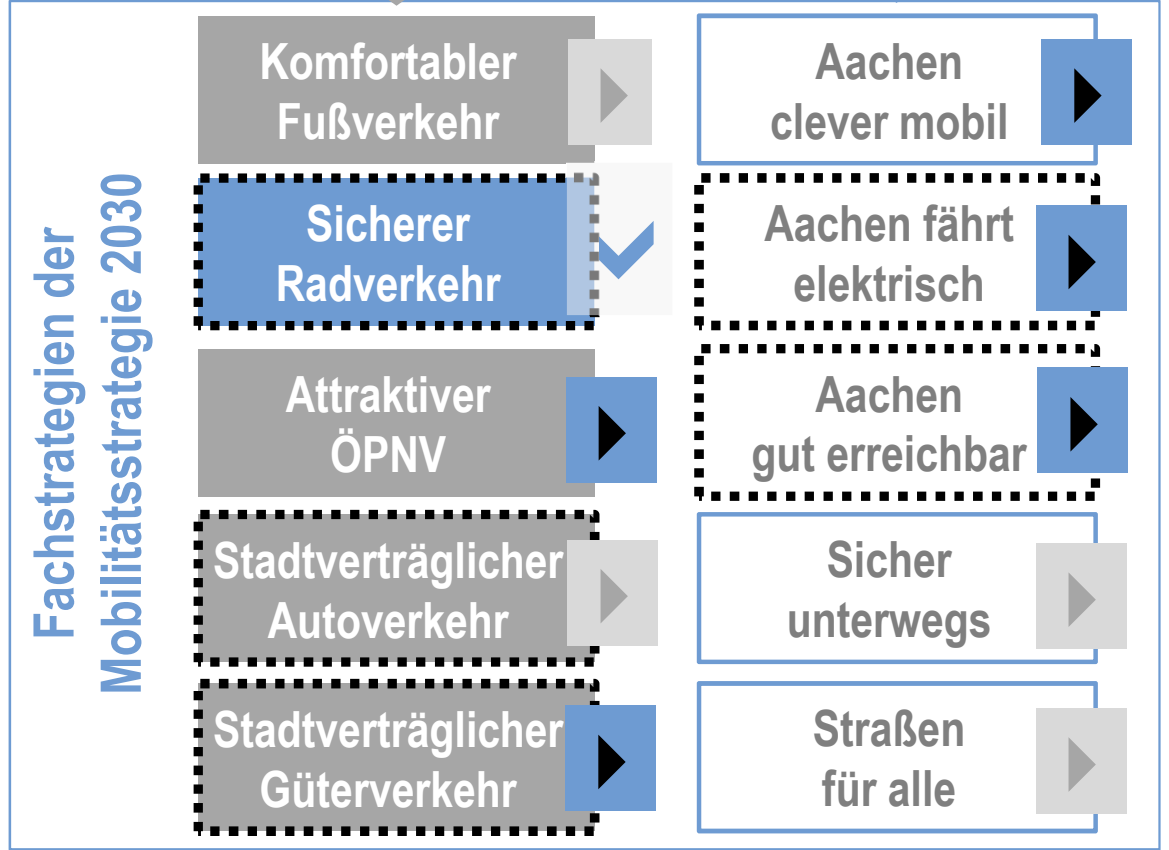 Fachstrategien der
Mobilitätsstrategie 2030
Komfortabler
Fußverkehr
Sicherer
Radverkehr
Attraktiver
ÖPNV
Stadtverträglicher
Autoverkehr
Stadtverträglicher
Güterverkehr
Aachen
clever mobil
Aachen fährt
elektrisch
Aachen
gut erreichbar
Sicher
unterwegs
Straßen
für alle